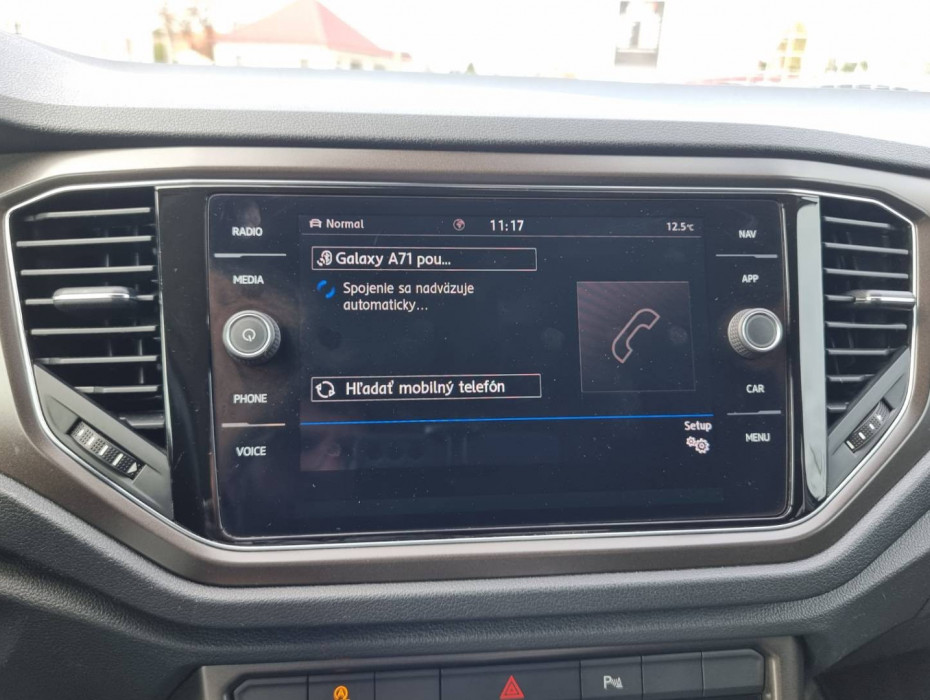 RADIO
MEDIA
PHONE
VOICE
Normal
11:17
12.5°C
Galaxy A71 pou...
Spojenie sa nadväzuje
automaticky...
Hľadať mobilný telefón
Setup
NAV
APP
CAR
MENU
A
P